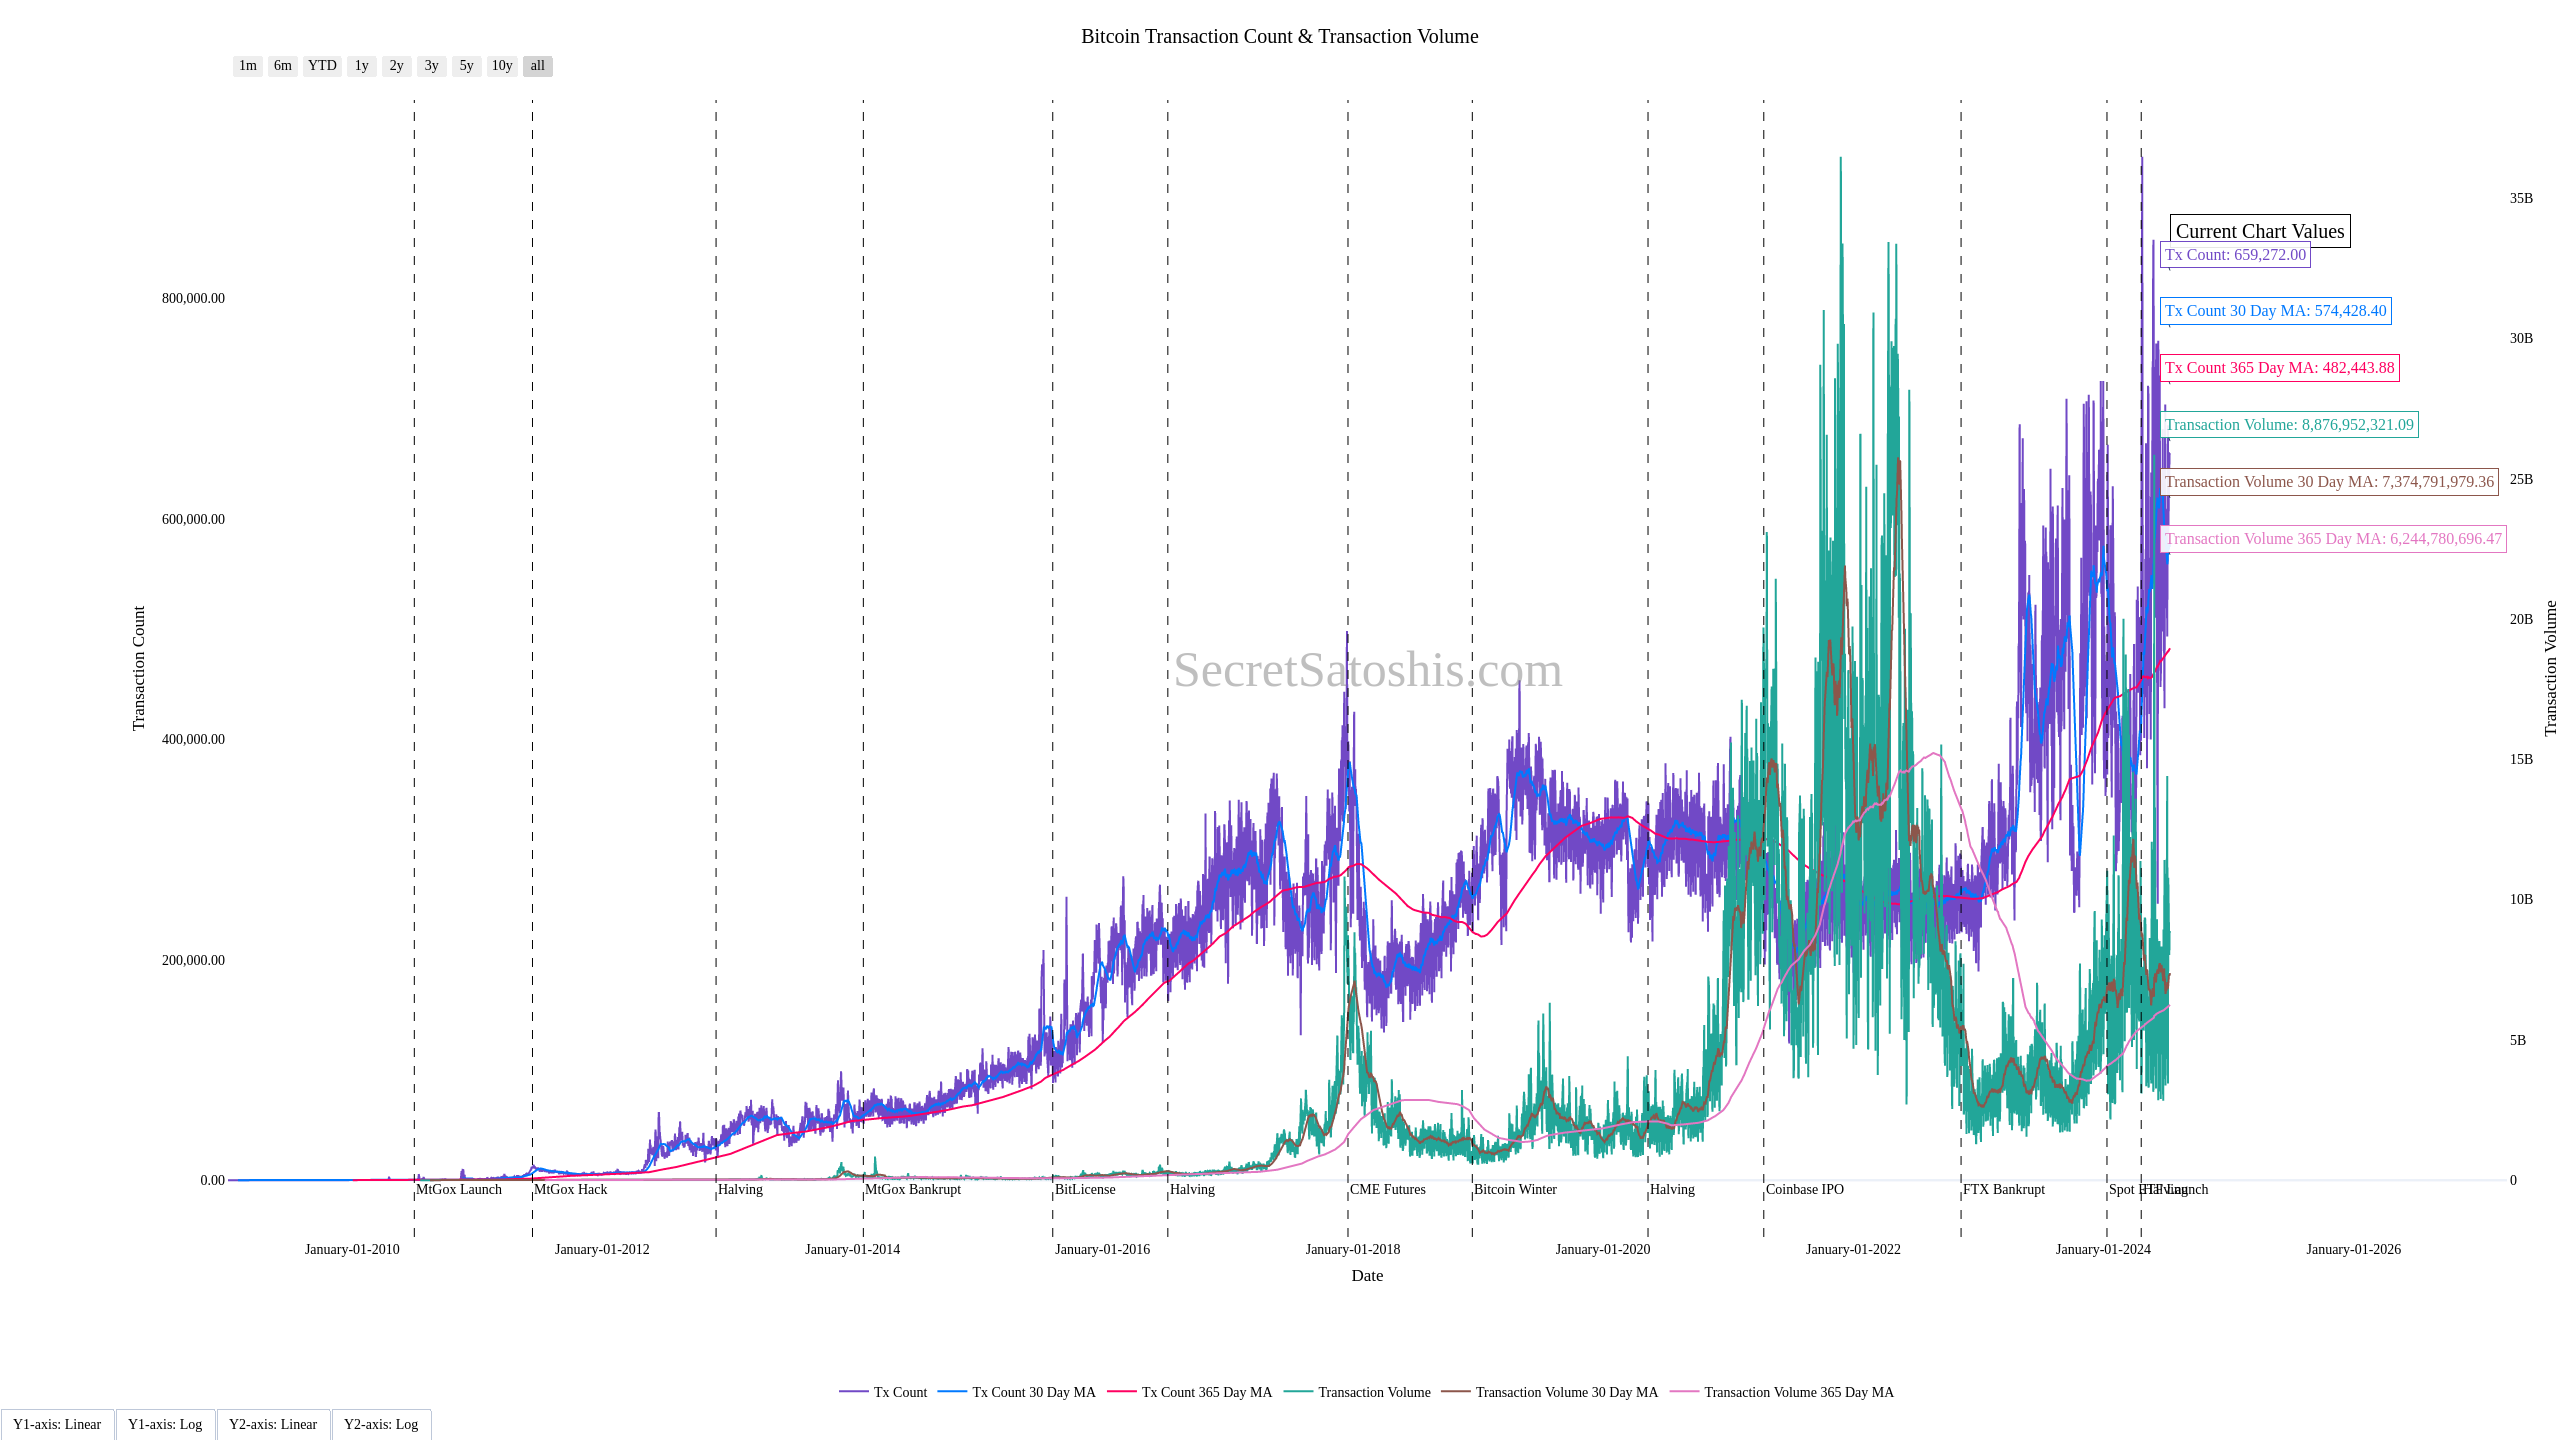 Bitcoin Transaction Count & Transaction Volume
1m 6m YTD 1y 2y 3y 5y 10y all
35B
Current Chart Values
Tx Count: 659,272.00
800,000.00
Tx Count 30 Day MA: 574,428.40
30B
Tx Count 365 Day MA: 482,443.88
Transaction Volume: 8,876,952,321.09
Transaction Volume 30 Day MA: 7,374,791,979.36
25B
600,000.00
Transaction Volume 365 Day MA: 6,244,780,696.47
20B
Transaction Count
SecretSatoshis.com
Transaction Volume
400,000.00
15B
10B
200,000.00
5B
0.00
0
MtGox Launch
MtGox Hack
Halving
MtGox Bankrupt
BitLicense
Halving
CME Futures
Bitcoin Winter
Halving
Coinbase IPO
FTX Bankrupt
Spot ETF Launch
Halving
January-01-2010
January-01-2012
January-01-2014
January-01-2016
January-01-2018
January-01-2020
January-01-2022
January-01-2024
January-01-2026
Date
Tx Count
Tx Count 30 Day MA
Tx Count 365 Day MA
Transaction Volume
Transaction Volume 30 Day MA
Transaction Volume 365 Day MA
Y1-axis: Linear
Y1-axis: Log
Y2-axis: Linear
Y2-axis: Log